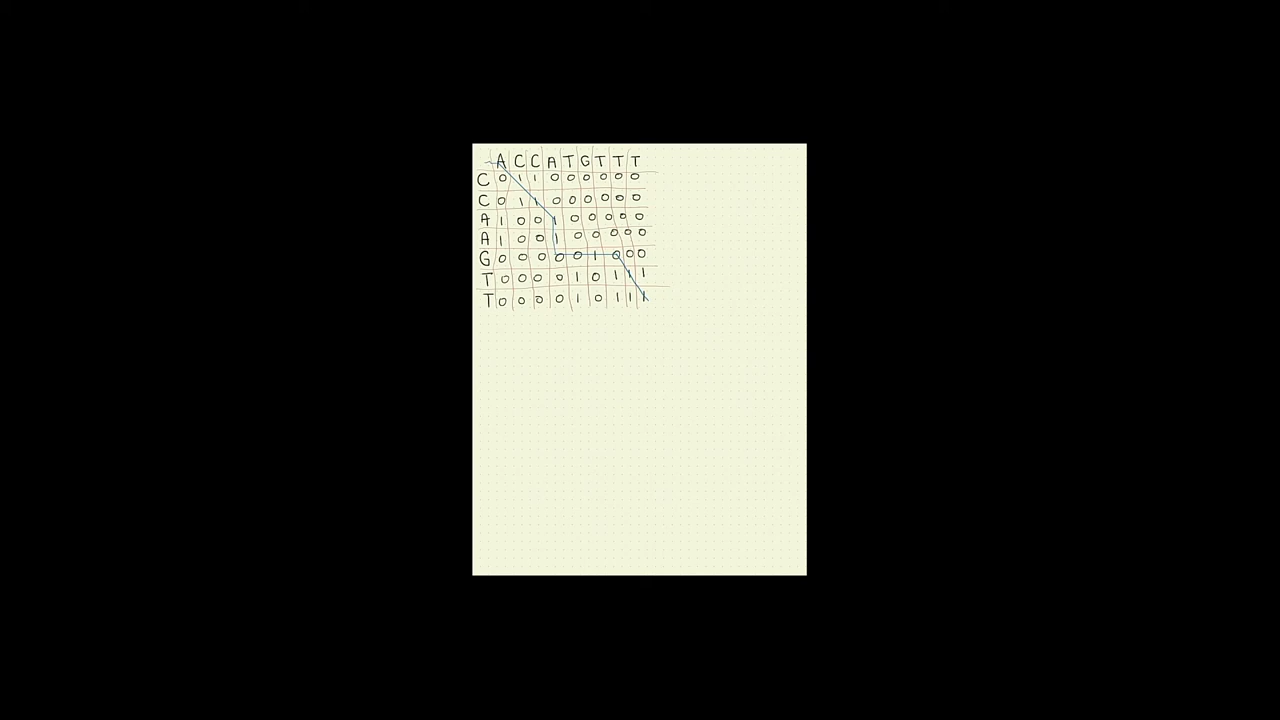 A C C A T G T T T
C 0 1 1 0 0 0 0 0 0
C 0 1 1 0 0 0 0 0 0
A 1 0 0 1 0 0 0 0 0
A 1 0 0 1 0 0 0 0 0
G 0 0 0 0 0 1 0 0 0
T 0 0 0 0 1 0 1 1 1
T 0 0 0 0 1 0 1 1 1